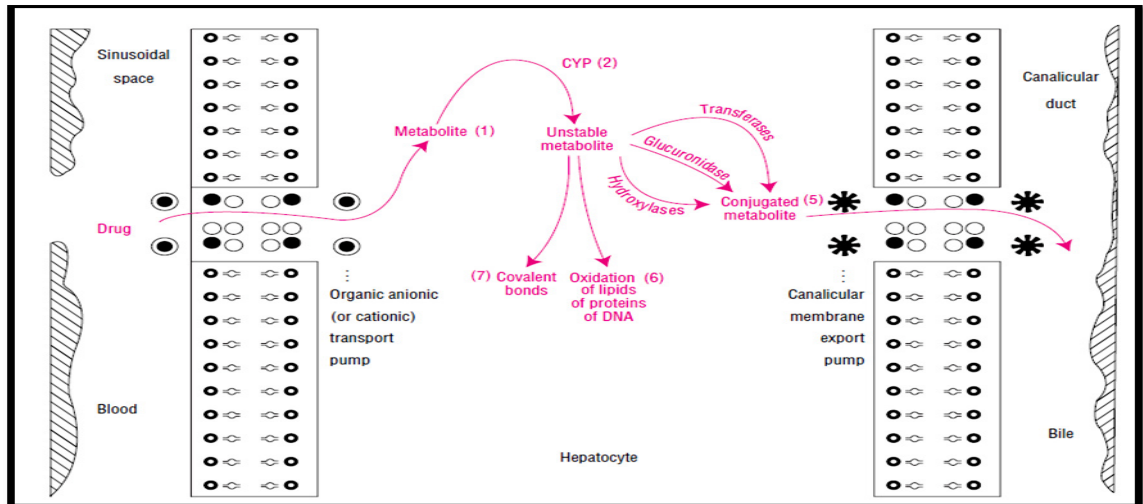 Sinusoidal
space
CYP (2)
Canalicular
duct
Metabolite (1)
Unstable
metabolite
Transferases
Glucuronidase
Hydroxylases
Conjugated (5)
metabolite
Drug
(7) Covalent
bonds
Oxidation (6)
of lipids
of proteins
of DNA
Organic anionic
(or cationic)
transport
pump
Canalicular
membrane
export
pump
Blood
Bile
Hepatocyte